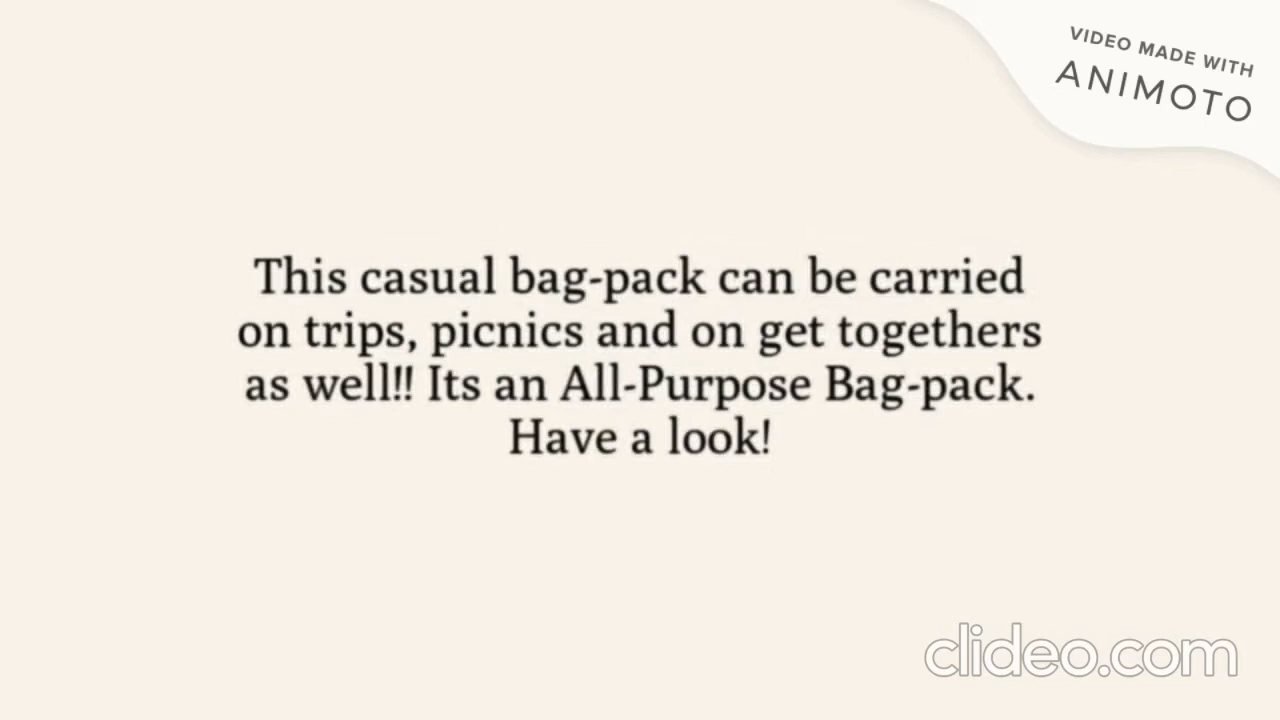 VIDEO MADE WITH
ANIMOTO
This casual bag-pack can be carried
on trips, picnics and on get togethers
as well!! Its an All-Purpose Bag-pack.
Have a look!
clideo.com